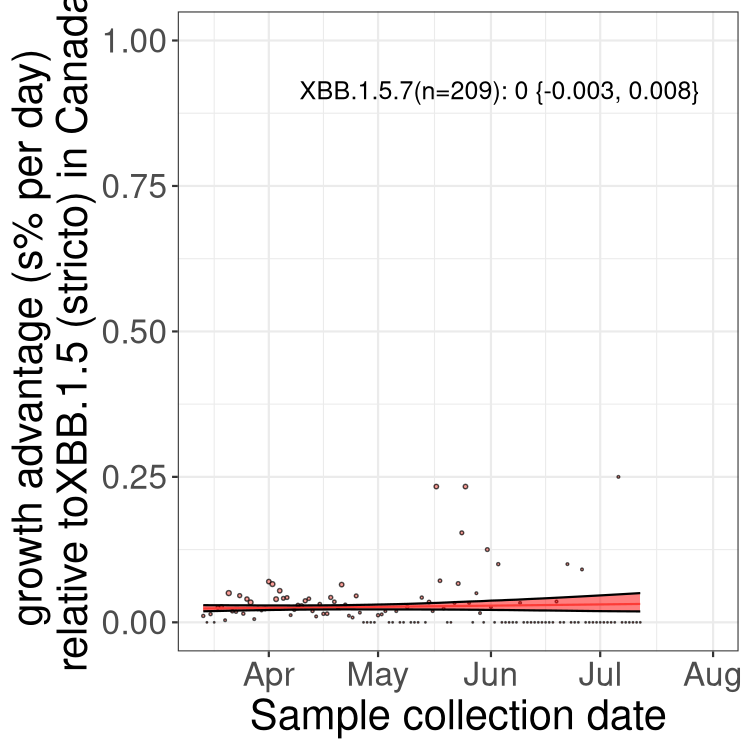 growth advantage (s% per day)
relative toXBB.1.5 (stricto) in Canada
1.00
0.75
0.50
0.25
0.00
XBB.1.5.7(n=209): 0 {-0.003, 0.008}
Apr May Jun Jul Aug
Sample collection date